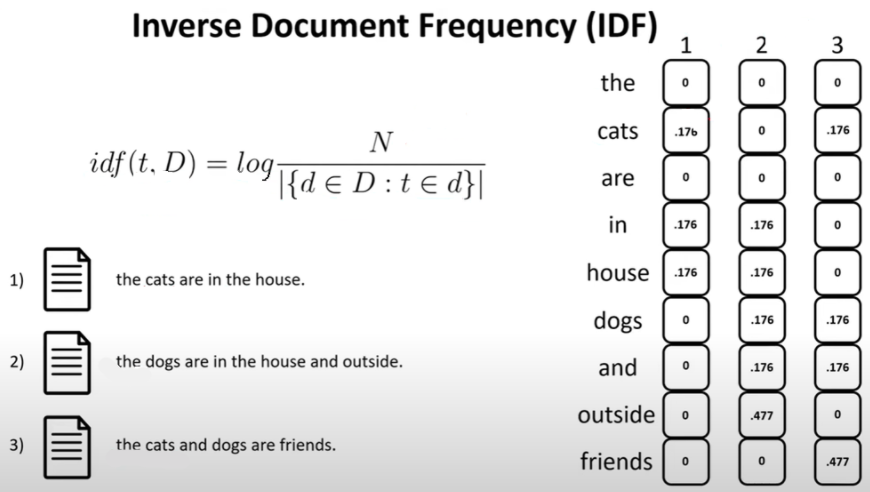 Inverse Document Frequency (IDF)
1 2 3
the 0 0 0
cats .176 0 .176
idf(t, D) = log N / |{d ∈ D : t ∈ d}|
are 0 0 0
in .176 .176 0
house .176 .176 0
1) the cats are in the house.
dogs 0 .176 .176
2) the dogs are in the house and outside.
and 0 .176 .176
outside 0 .477 0
3) the cats and dogs are friends.
friends 0 0 .477